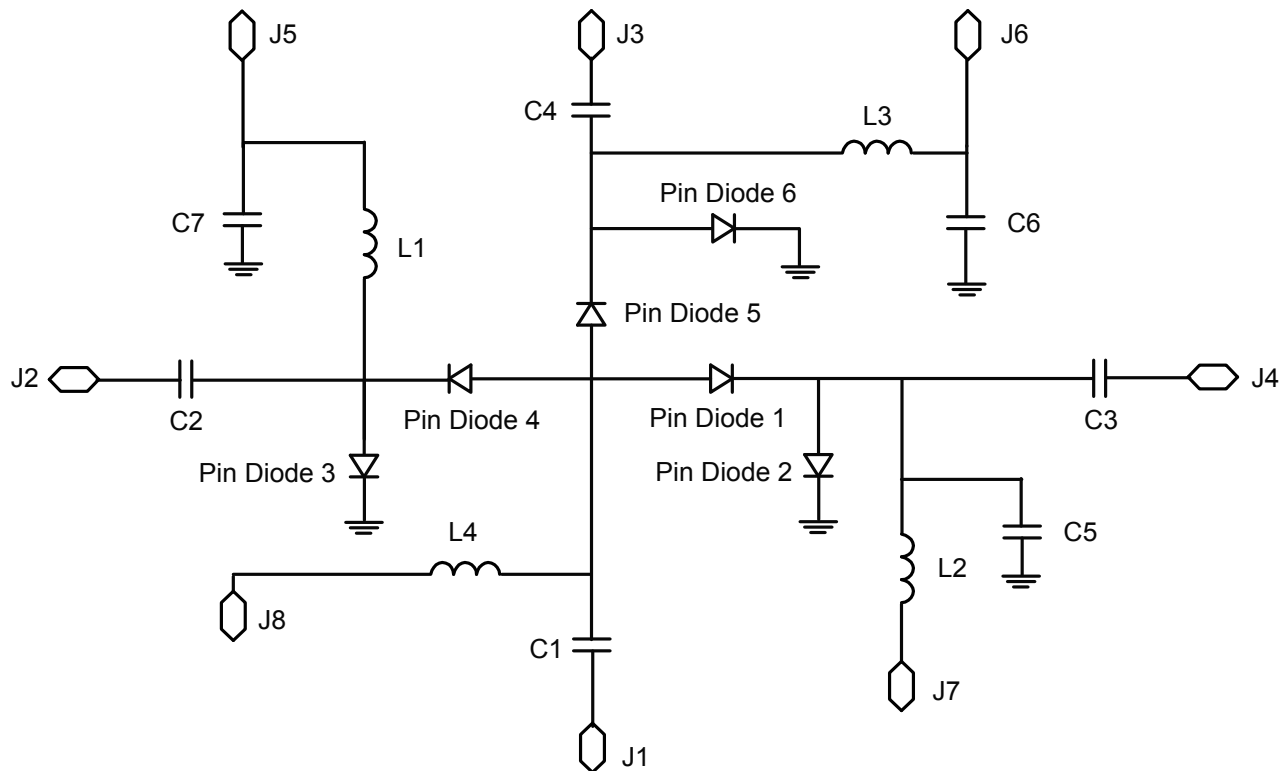 J5
J3
J6
C4
L3
Pin Diode 6
C7
L1
C6
Pin Diode 5
J2
J4
C2
Pin Diode 4
Pin Diode 1
C3
Pin Diode 3
Pin Diode 2
L4
C5
L2
J8
C1
J7
J1